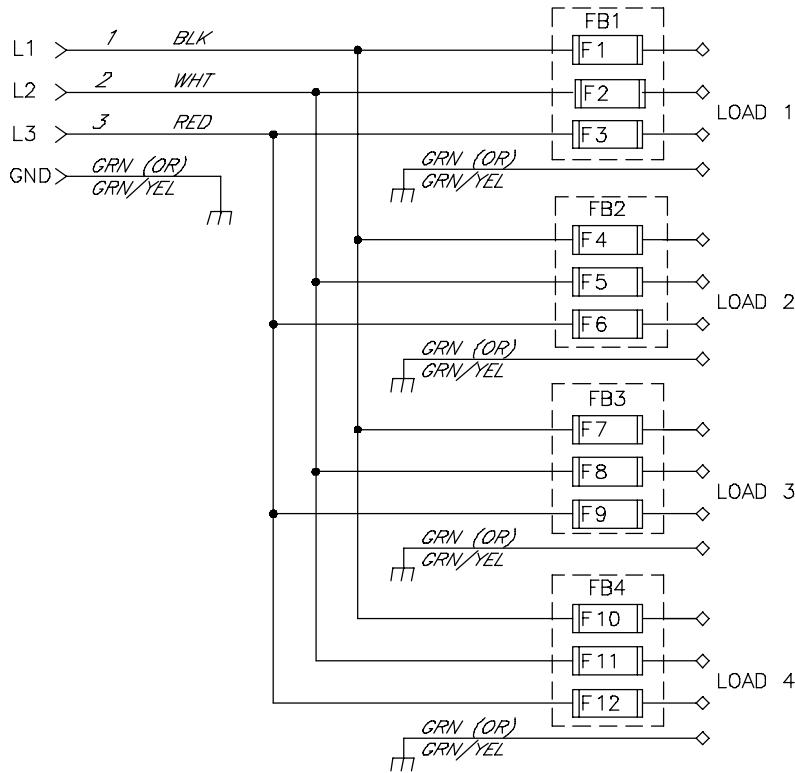 FB1
L1 1 BLK F1
L2 2 WHT F2
LOAD 1
L3 3 RED F3
GND GRN (OR)
GRN/YEL
GRN (OR)
GRN/YEL
FB2
F4
F5
LOAD 2
F6
GRN (OR)
GRN/YEL
FB3
F7
F8
LOAD 3
F9
GRN (OR)
GRN/YEL
FB4
F10
F11
LOAD 4
F12
GRN (OR)
GRN/YEL